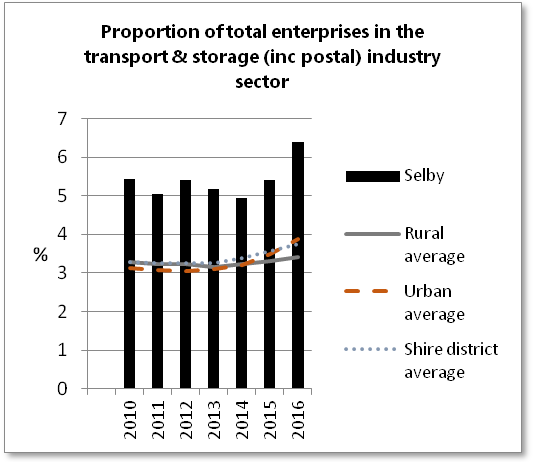 Proportion of total enterprises in the
transport & storage (inc postal) industry
sector
7
6
5
4
3
2
1
0
%
2010
2011
2012
2013
2014
2015
2016
Selby
Rural
average
Urban
average
Shire district
average